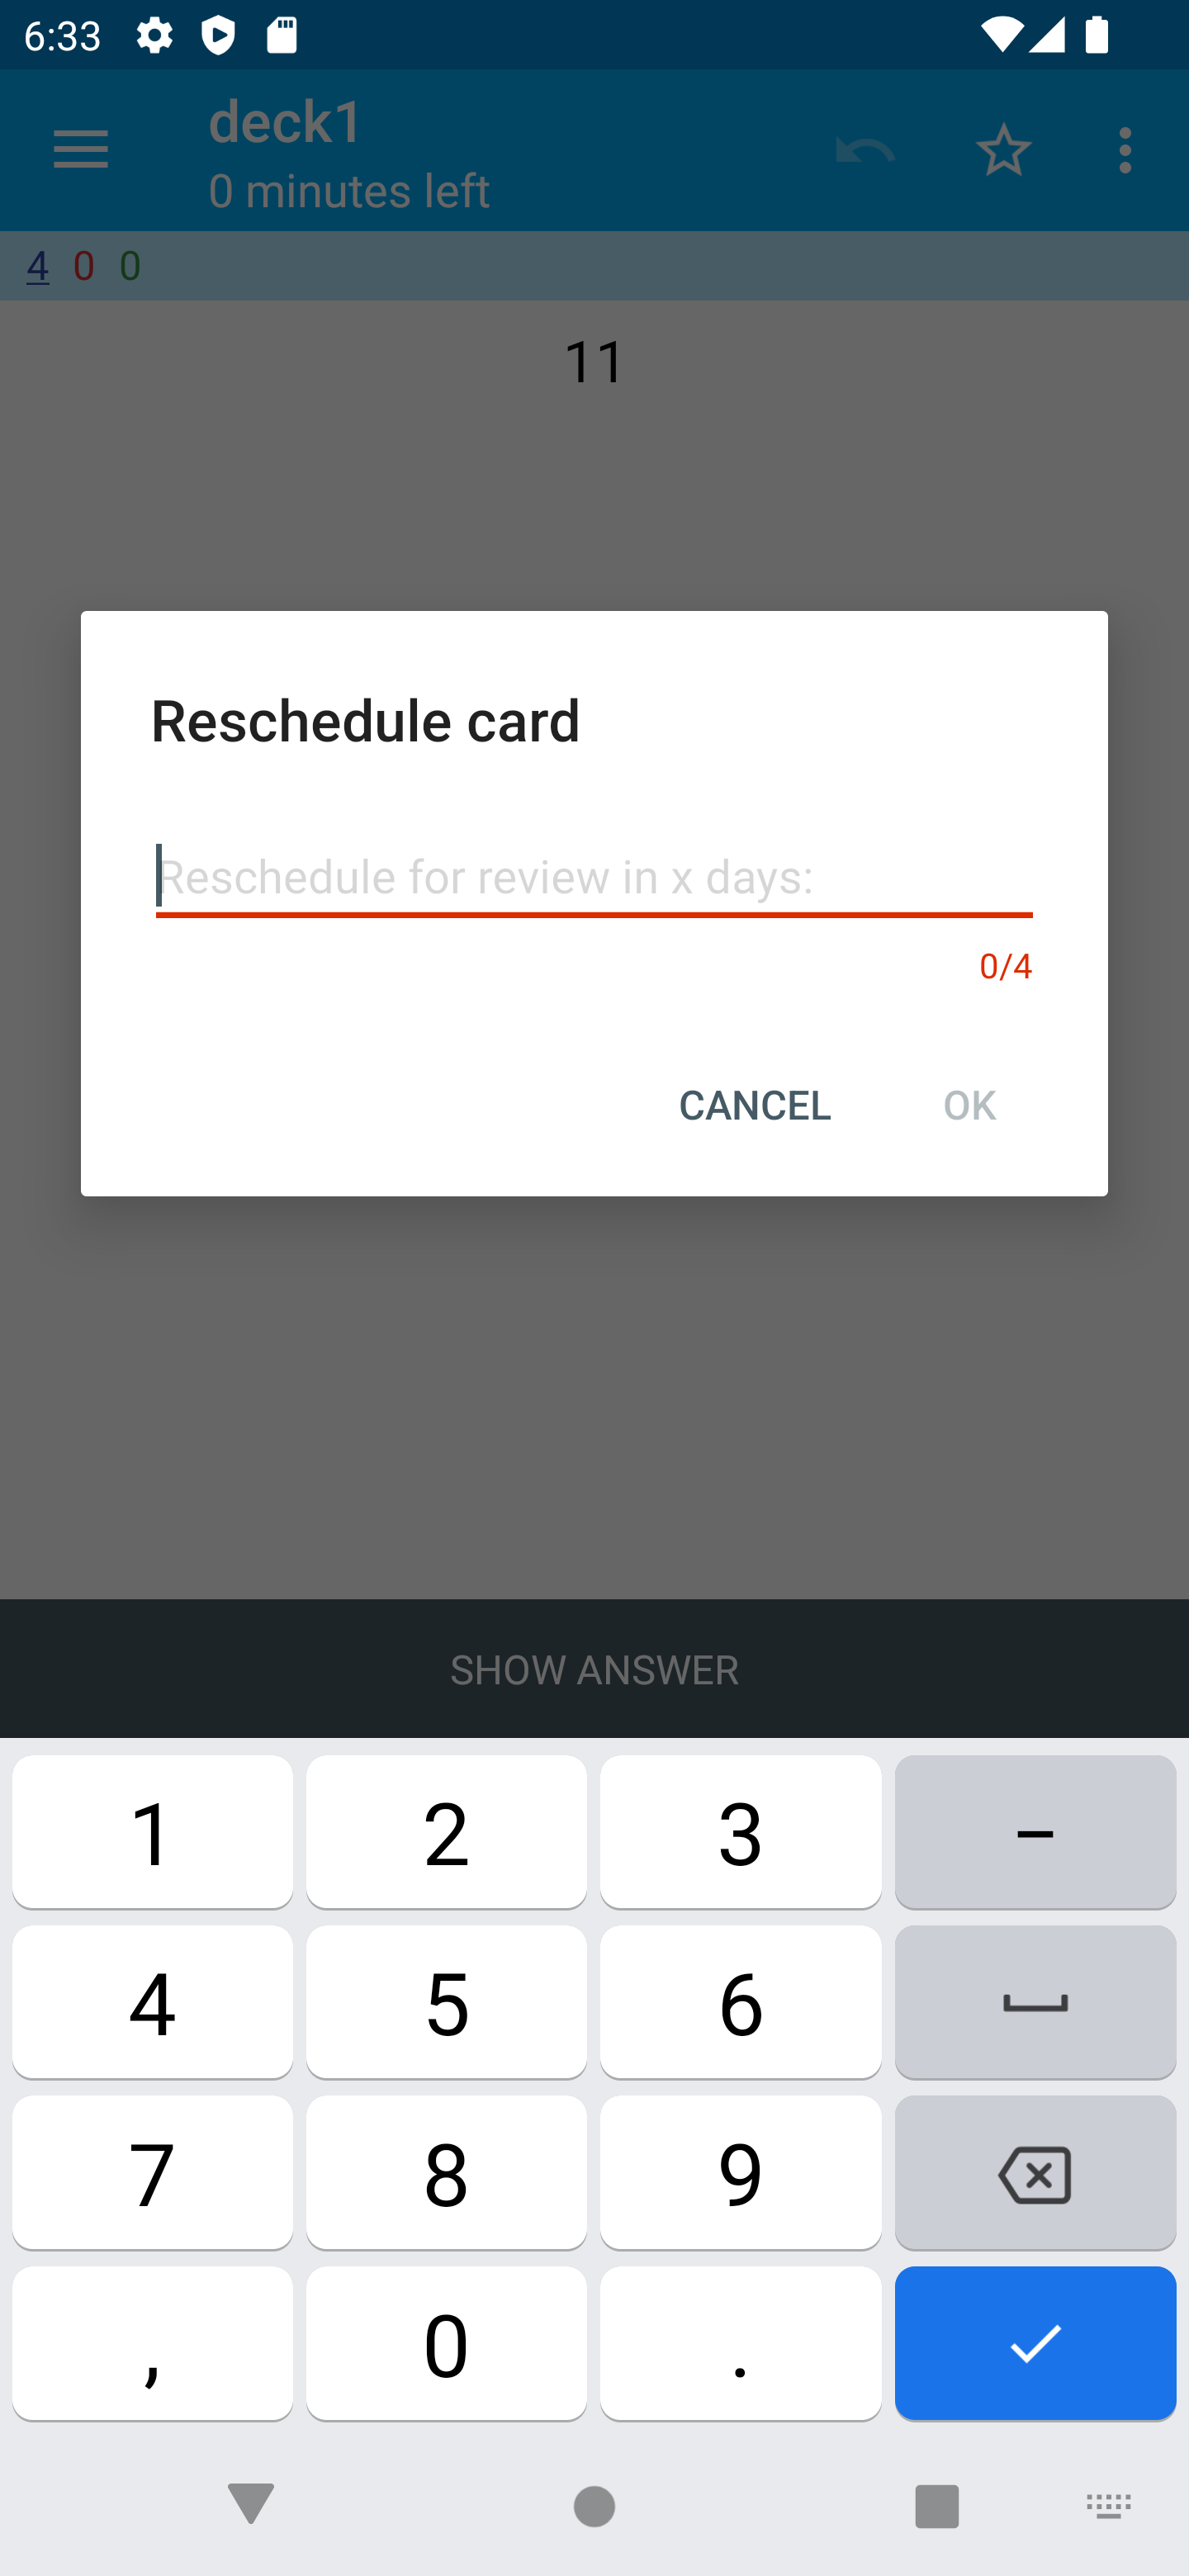 6:33
deck1
0 minutes left
4 0 0
11
Reschedule card
Reschedule for review in x days:
0/4
CANCEL OK
SHOW ANSWER
1 2 3 –
4 5 6
7 8 9
, 0 .